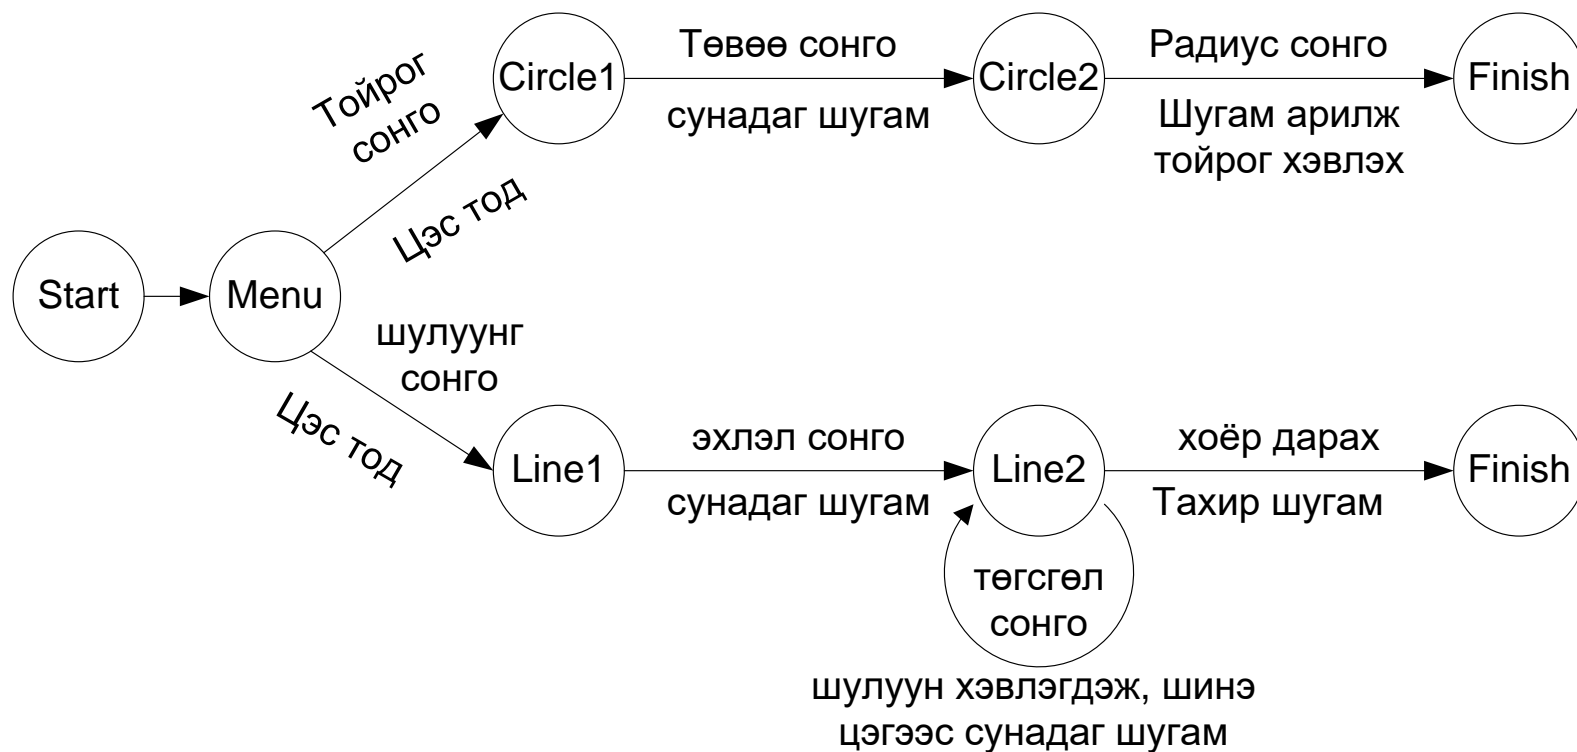 Тойрог
сонго
Circle1
Төвөө сонго
сунадаг шугам
Circle2
Радиус сонго
Шугам арилж
тойрог хэвлэх
Finish
Цэс тод
Start
Menu
шулуунг
сонго
Цэс тод
Line1
эхлэл сонго
сунадаг шугам
Line2
хоёр дарах
Тахир шугам
Finish
төгсгөл
сонго
шулуун хэвлэгдэж, шинэ
цэгээс сунадаг шугам